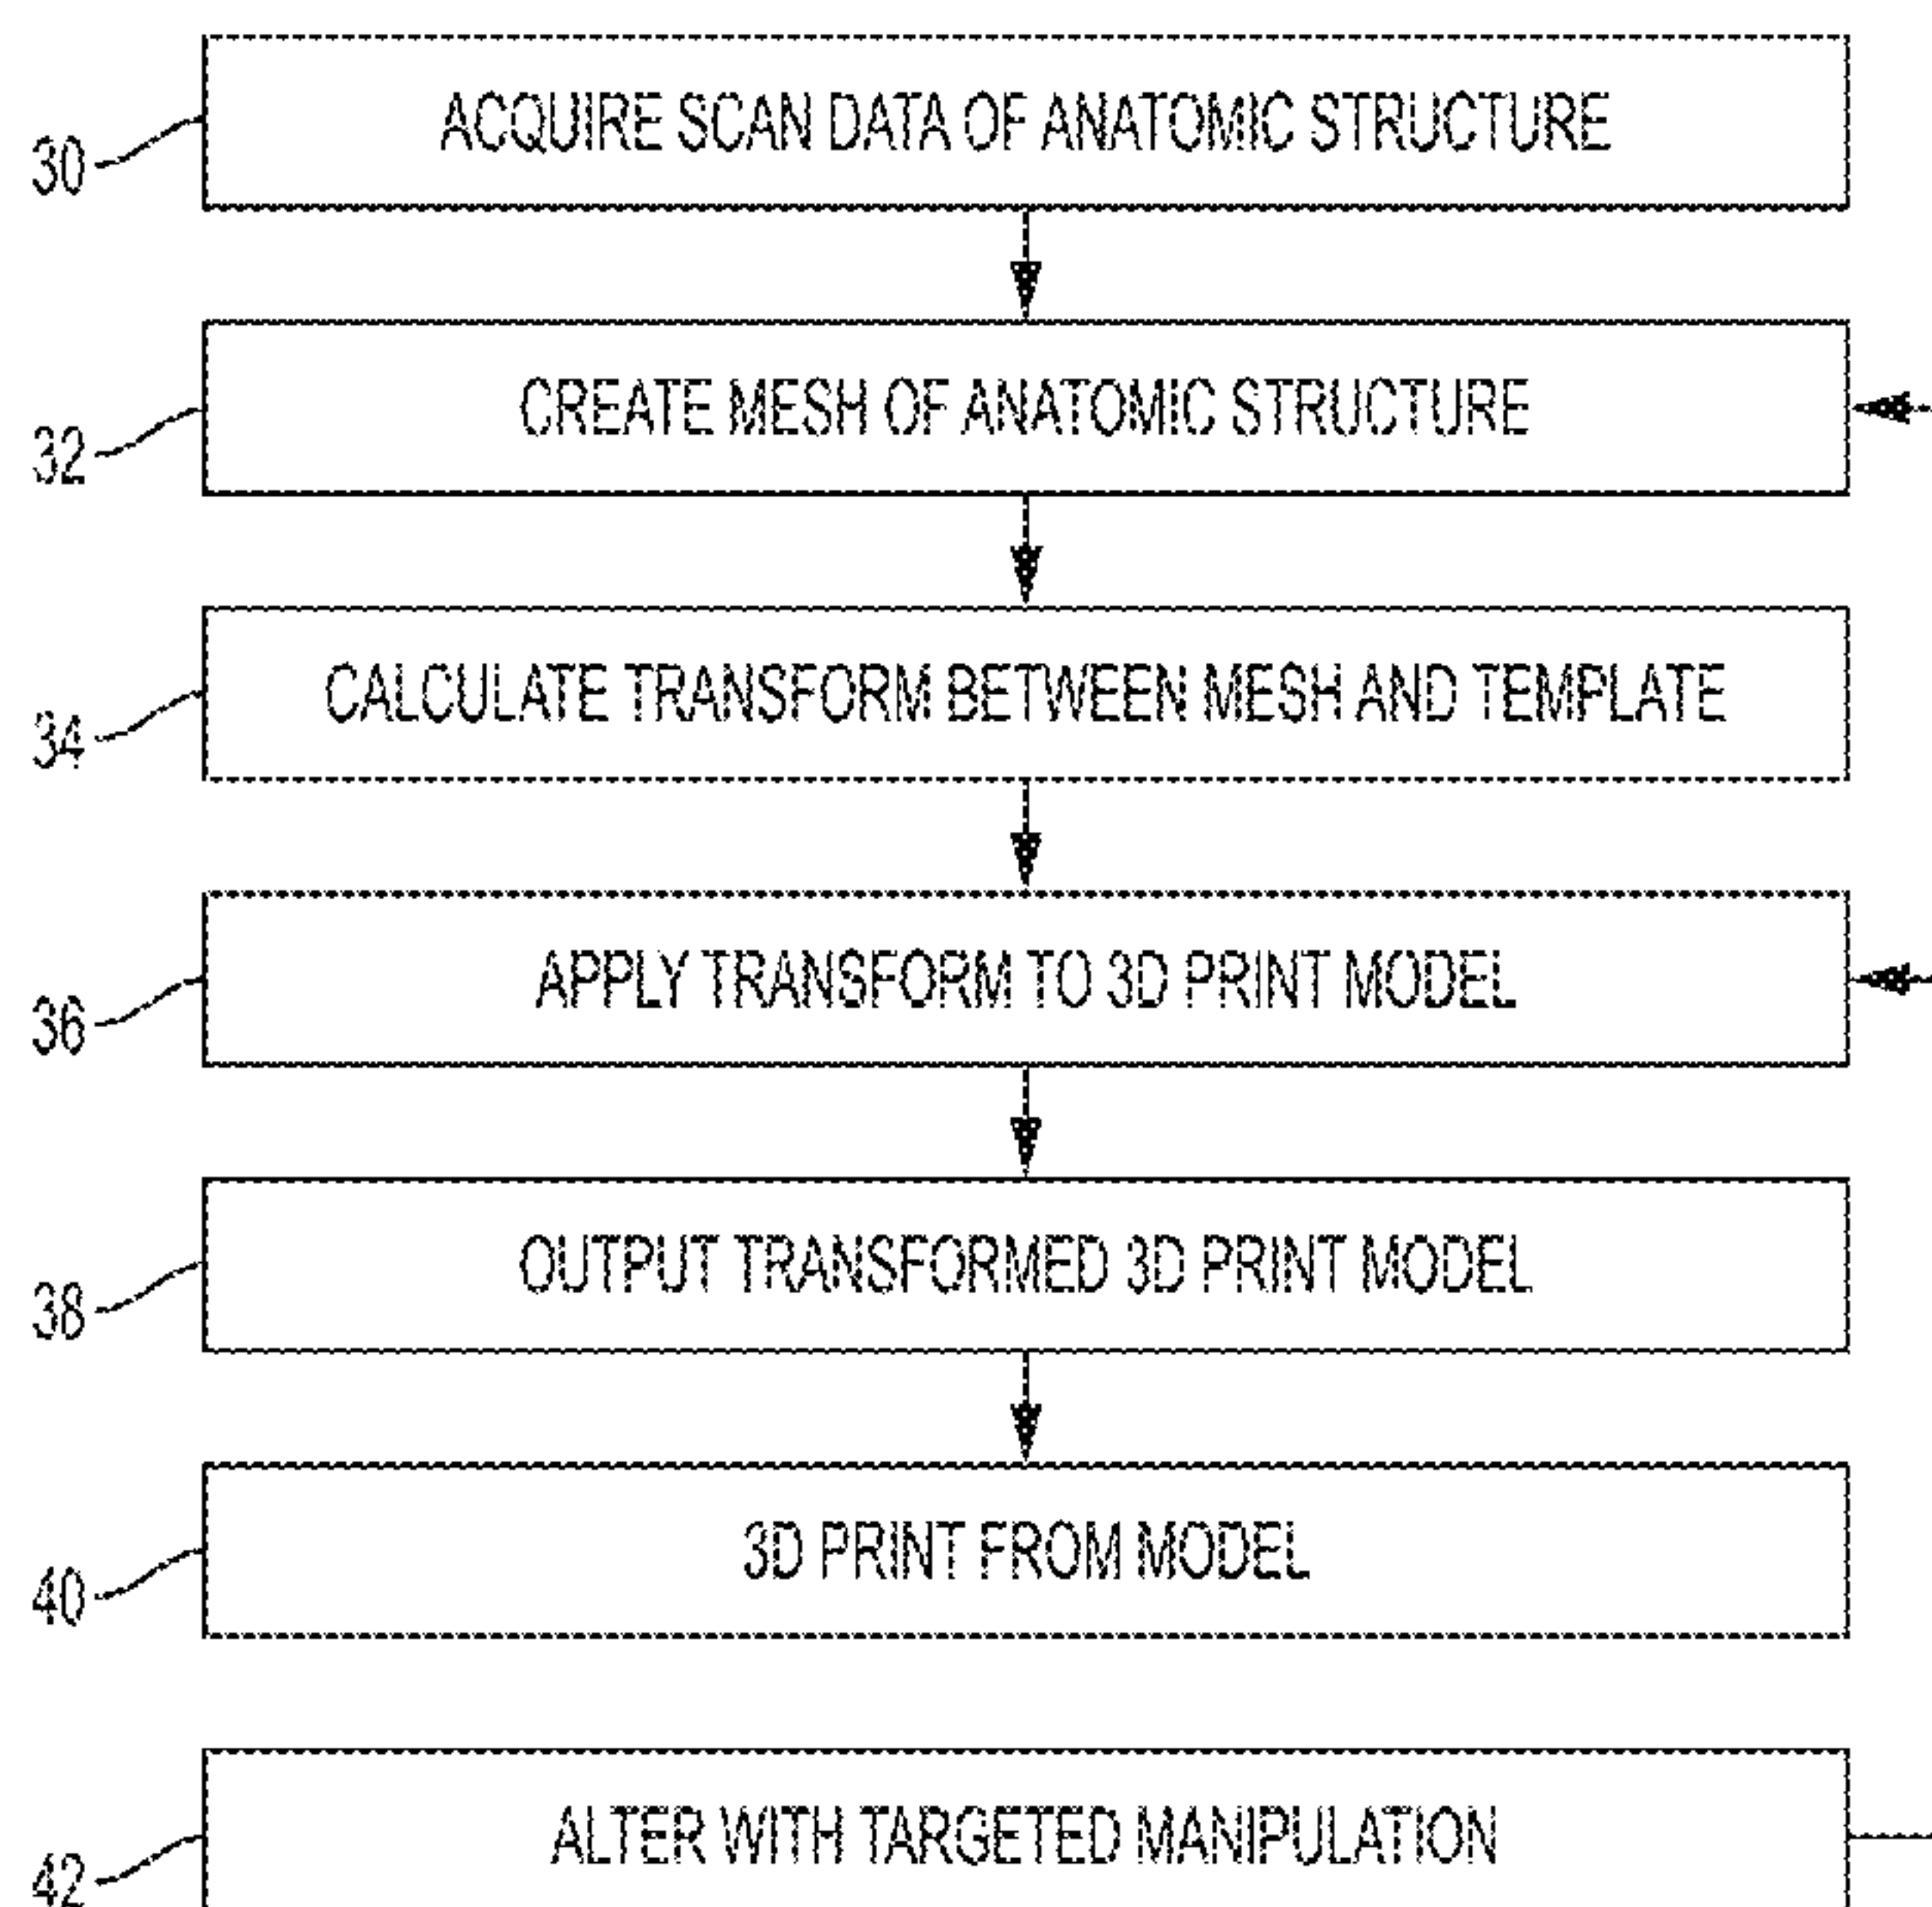 30
ACQUIRE SCAN DATA OF ANATOMIC STRUCTURE
32
CREATE MESH OF ANATOMIC STRUCTURE
34
CALCULATE TRANSFORM BETWEEN MESH AND TEMPLATE
36
APPLY TRANSFORM TO 3D PRINT MODEL
38
OUTPUT TRANSFORMED 3D PRINT MODEL
40
3D PRINT FROM MODEL
42
ALTER WITH TARGETED MANIPULATION